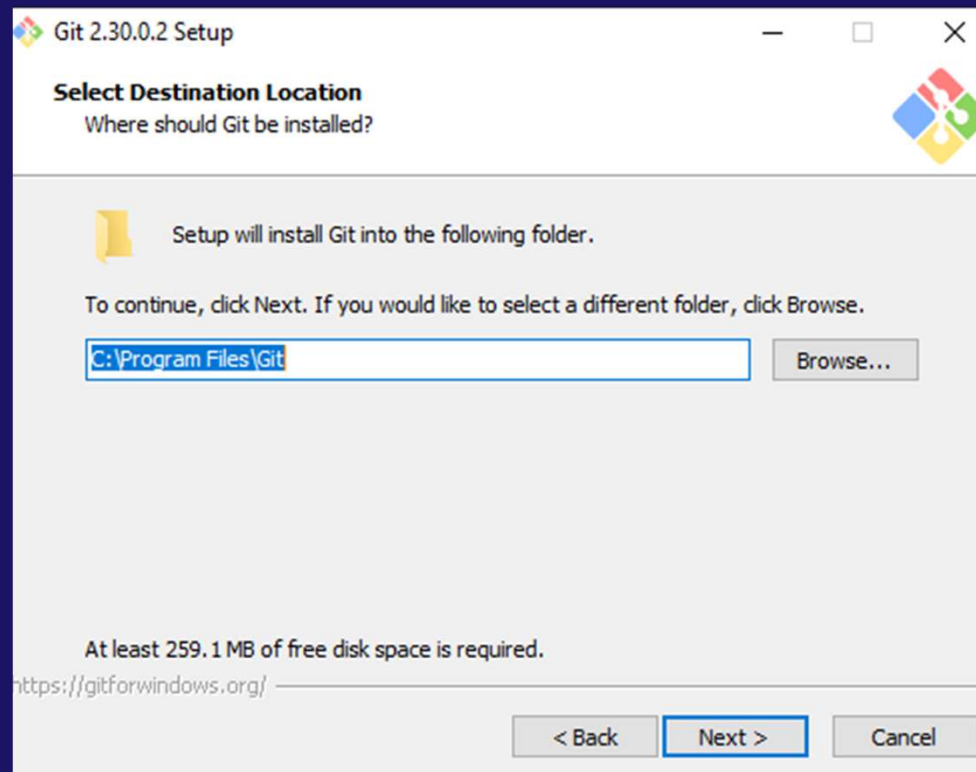 Git 2.30.0.2 Setup
Select Destination Location
Where should Git be installed?
Setup will install Git into the following folder.
To continue, click Next. If you would like to select a different folder, click Browse.
C:\Program Files\Git
Browse...
At least 259.1 MB of free disk space is required.
https://gitforwindows.org/
< Back
Next >
Cancel